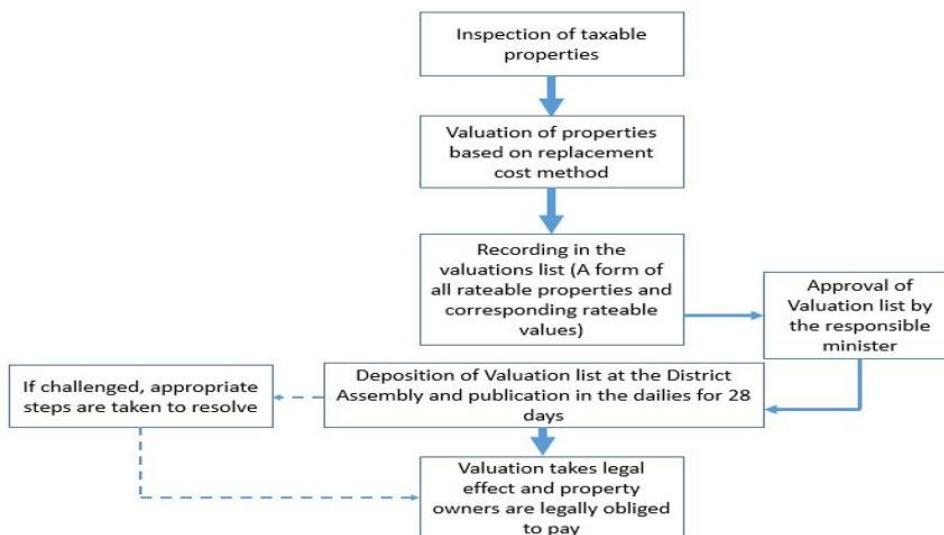 Inspection of taxable
properties
Valuation of properties
based on replacement
cost method
Recording in the
valuations list (A form of
all rateable properties and
corresponding rateable
values)
Approval of
Valuation list by
the responsible
minister
Deposition of Valuation list at the District
Assembly and publication in the dailies for 28
days
If challenged, appropriate
steps are taken to resolve
Valuation takes legal
effect and property
owners are legally obliged
to pay